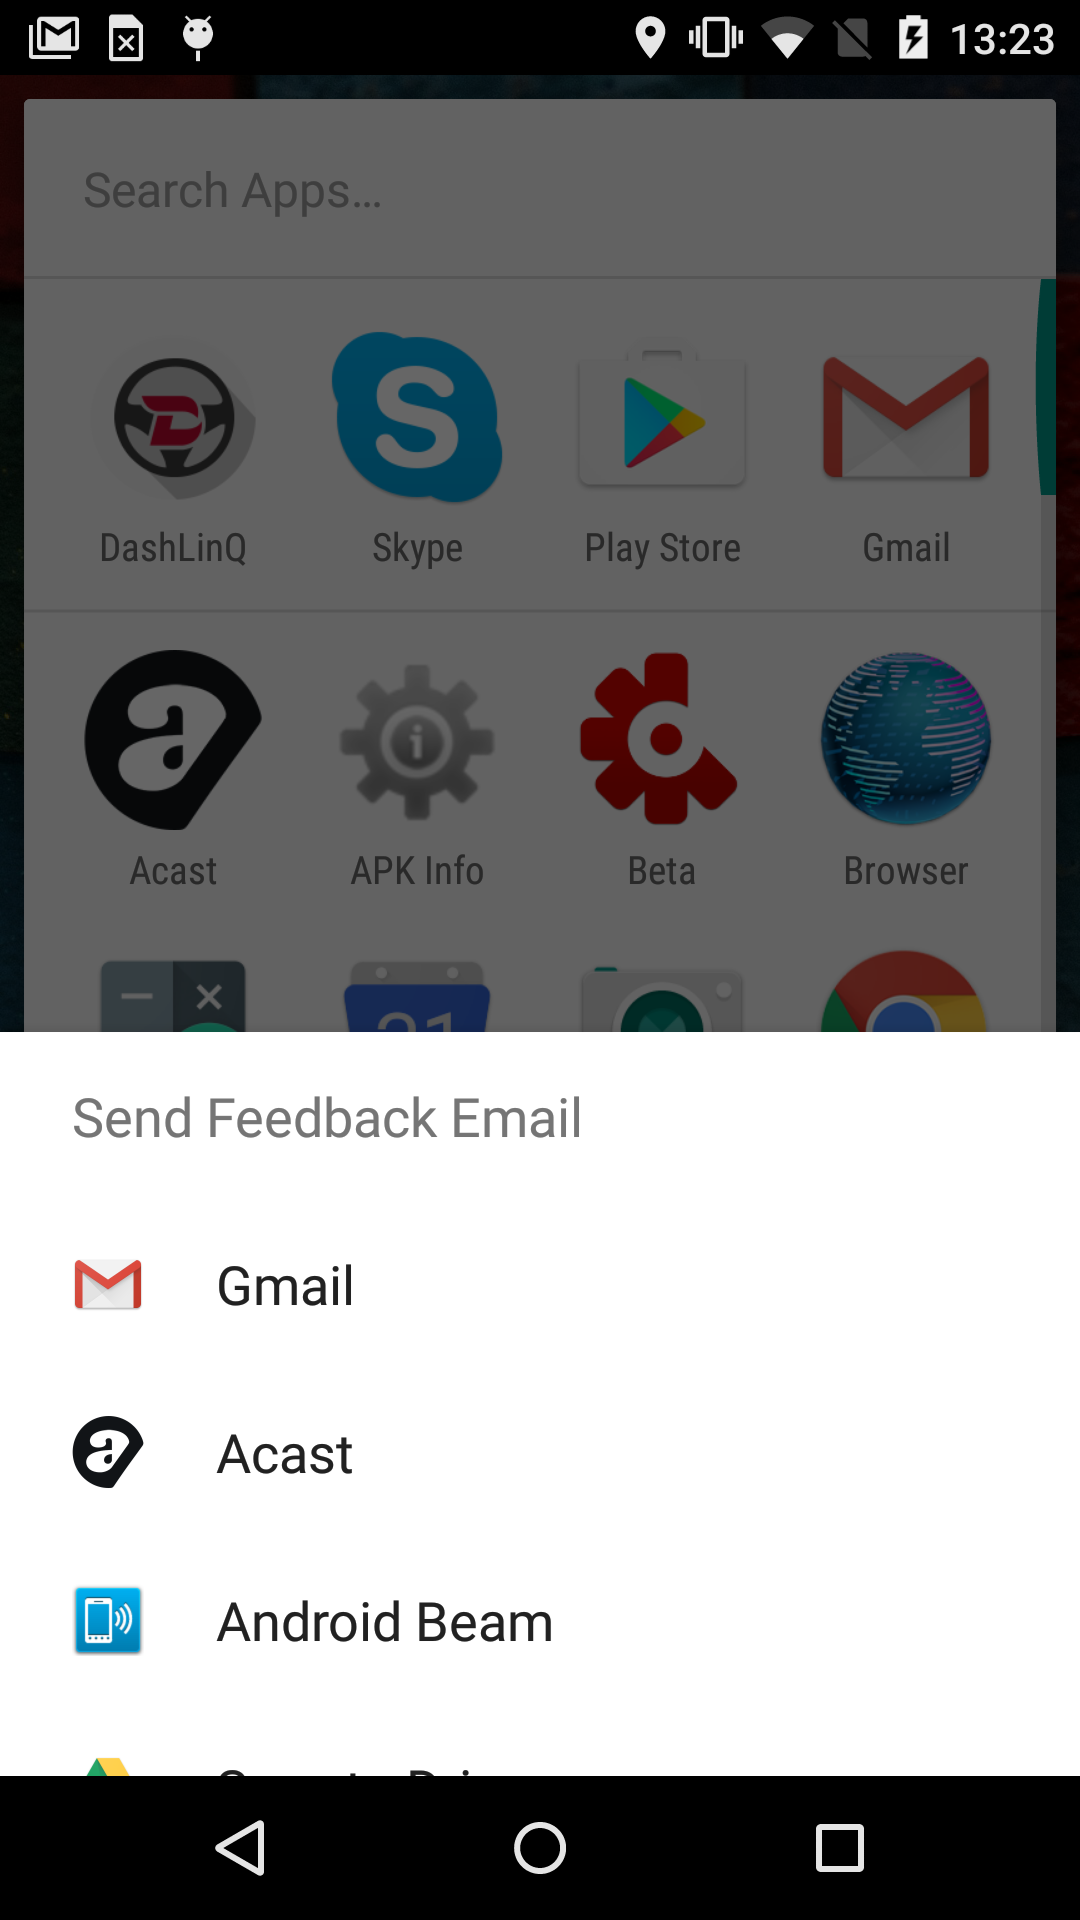 13:23
Search Apps...
DashLinQ Skype Play Store Gmail
Acast APK Info Beta Browser
Send Feedback Email
Gmail
Acast
Android Beam